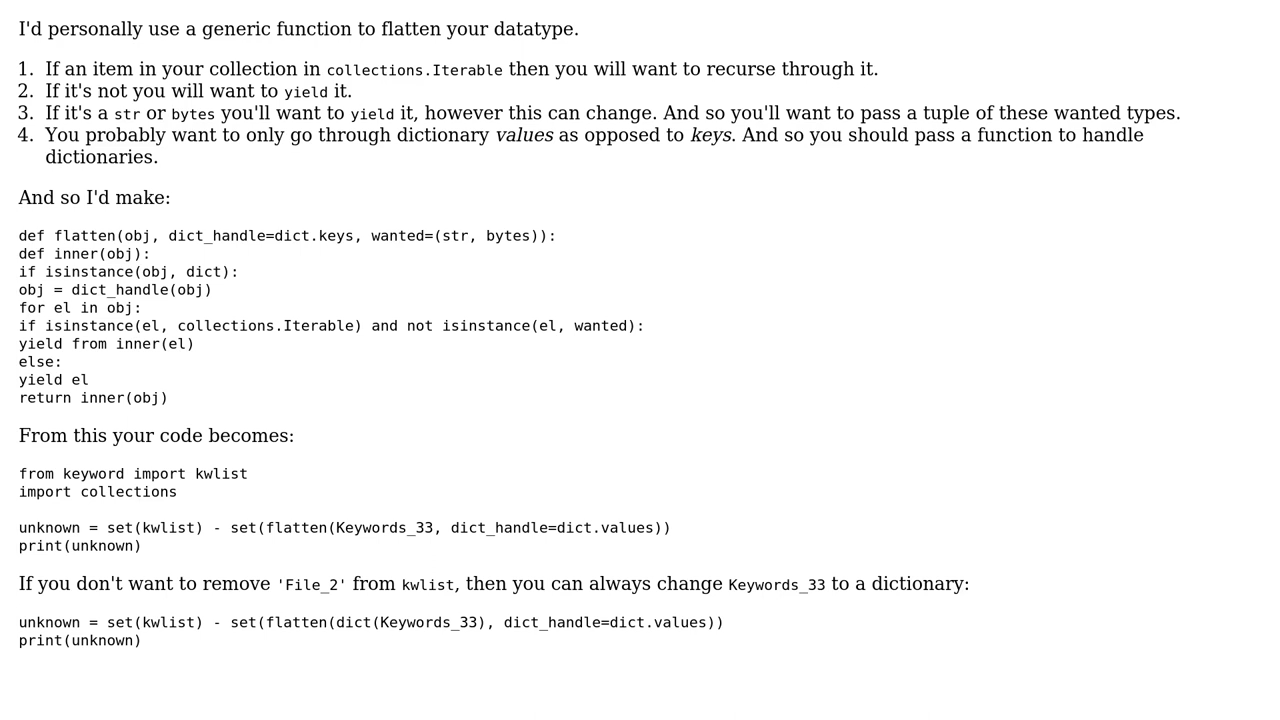 I'd personally use a generic function to flatten your datatype.
1. If an item in your collection in collections.Iterable then you will want to recurse through it.
2. If it's not you will want to yield it.
3. If it's a str or bytes you'll want to yield it, however this can change. And so you'll want to pass a tuple of these wanted types.
4. You probably want to only go through dictionary values as opposed to keys. And so you should pass a function to handle
dictionaries.
And so I'd make:
def flatten(obj, dict_handle=dict.keys, wanted=(str, bytes)):
def inner(obj):
if isinstance(obj, dict):
obj = dict_handle(obj)
for el in obj:
if isinstance(el, collections.Iterable) and not isinstance(el, wanted):
yield from inner(el)
else:
yield el
return inner(obj)
From this your code becomes:
from keyword import kwlist
import collections
unknown = set(kwlist) - set(flatten(Keywords_33, dict_handle=dict.values))
print(unknown)
If you don't want to remove 'File_2' from kwlist, then you can always change Keywords_33 to a dictionary:
unknown = set(kwlist) - set(flatten(dict(Keywords_33), dict_handle=dict.values))
print(unknown)